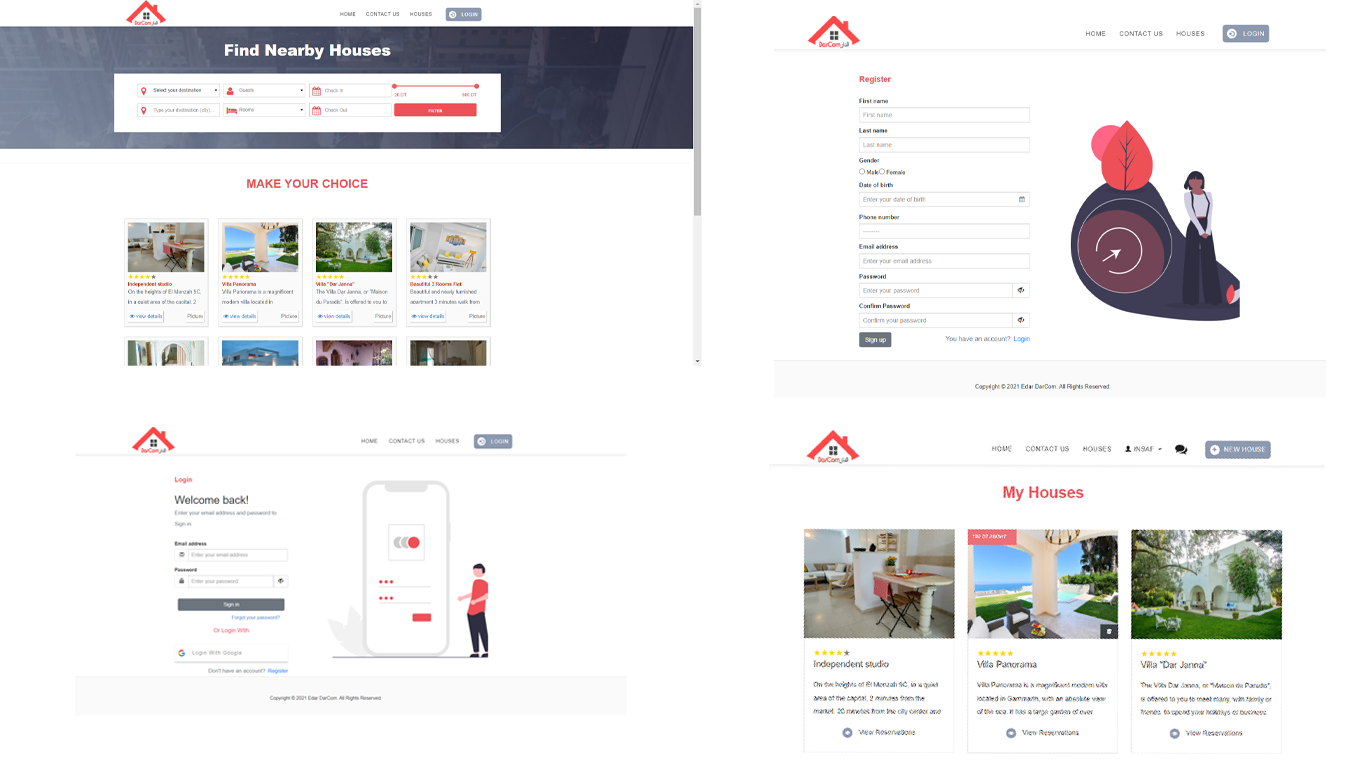 DarCom الدار
HOME CONTACT US HOUSES LOGIN
Find Nearby Houses
Select your destination
Guests
Check In
Type your destination (city)...
Rooms
Check Out
FILTER
MAKE YOUR CHOICE
Independent studio
On the heights of El Menzah 9C,
in a quiet area of the capital, 2
view details Picture
Villa Panorama
Villa Panorama is a magnificent
modern villa located in
view details Picture
Villa "Dar Janna"
The Villa Dar Janna, or "Maison
du Paradis", is offered to you to
view details Picture
Beautiful 2 Rooms Flat
Beautiful and newly furnished
apartment 3 minutes walk from
view details Picture
DarCom الدار
HOME CONTACT US HOUSES LOGIN
Register
First name
First name
Last name
Last name
Gender
Male Female
Date of birth
Enter your date of birth
Phone number
Email address
Enter your email address
Password
Enter your password
Confirm Password
Confirm your password
Sign up You have an account? Login
Copyright © 2021 Edar DarCom. All Rights Reserved.
DarCom الدار
HOME CONTACT US HOUSES LOGIN
Login
Welcome back!
Enter your email address and password to
Sign in
Email address
Enter your email address
Password
Enter your password
Sign in
Forgot your password?
Or Login With
Login With Google
Don't have an account? Register
Copyright © 2021 Edar DarCom. All Rights Reserved.
DarCom الدار
HOME CONTACT US HOUSES INSAF NEW HOUSE
My Houses
Independent studio
On the heights of El Menzah 9C, in a quiet
area of the capital, 2 minutes from the
market, 20 minutes from the city center and
View Reservations
Villa Panorama
Villa Panorama is a magnificent modern villa
located in Gammarth, with an absolute view
of the sea. It has a large garden of over
View Reservations
Villa "Dar Janna"
The Villa Dar Janna, or "Maison du Paradis",
is offered to you to meet many, with family or
friends, to spend your holidays or business
View Reservations